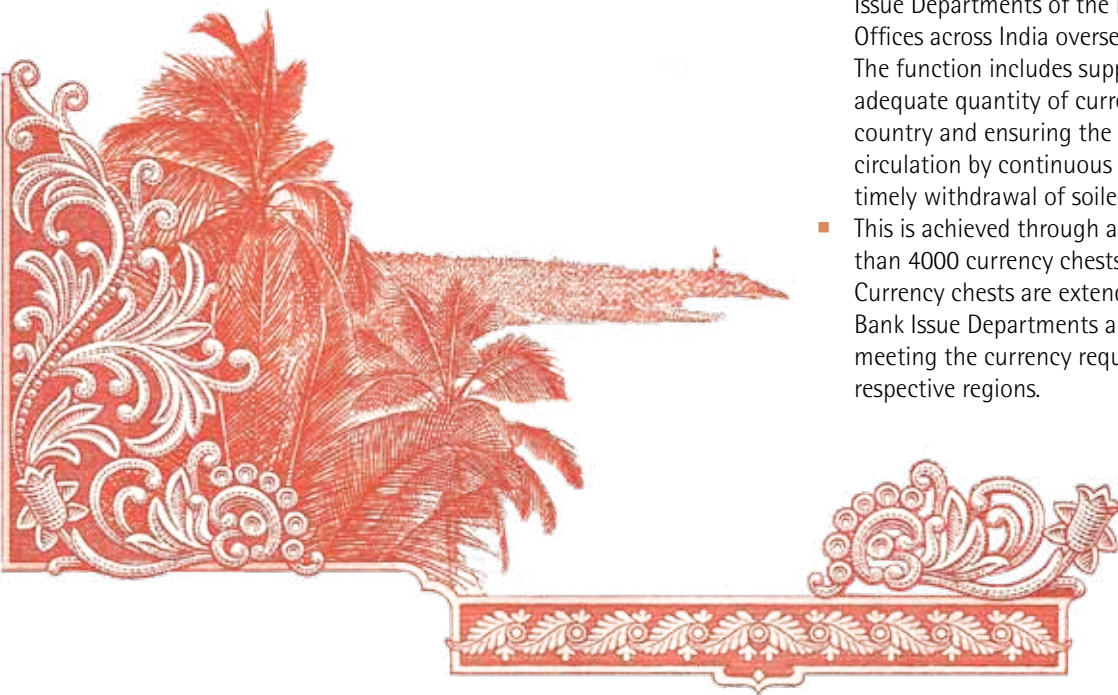 Issue Departments of the
Offices across India overse
The function includes sup
adequate quantity of curr
country and ensuring the
circulation by continuous
timely withdrawal of soile
▪ This is achieved through a
than 4000 currency chests
Currency chests are extend
Bank Issue Departments a
meeting the currency requ
respective regions.